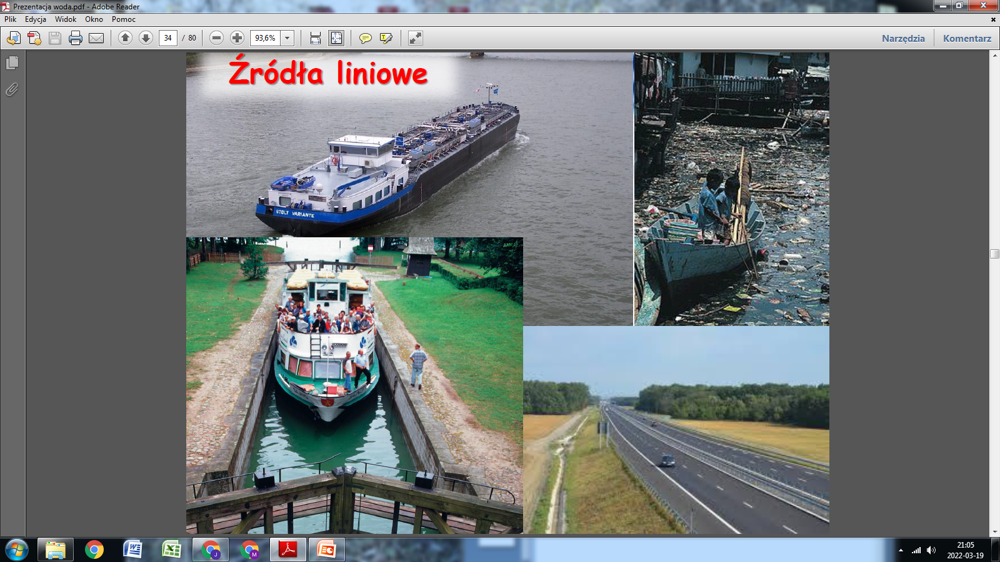 Prezentacja woda.pdf - Adobe Reader
Plik Edycja Widok Okno Pomoc
34 / 80 93,6% Narzędzia Komentarz
Źródła liniowe
STOLT VARIANTE
J M
21:05
2022-03-19